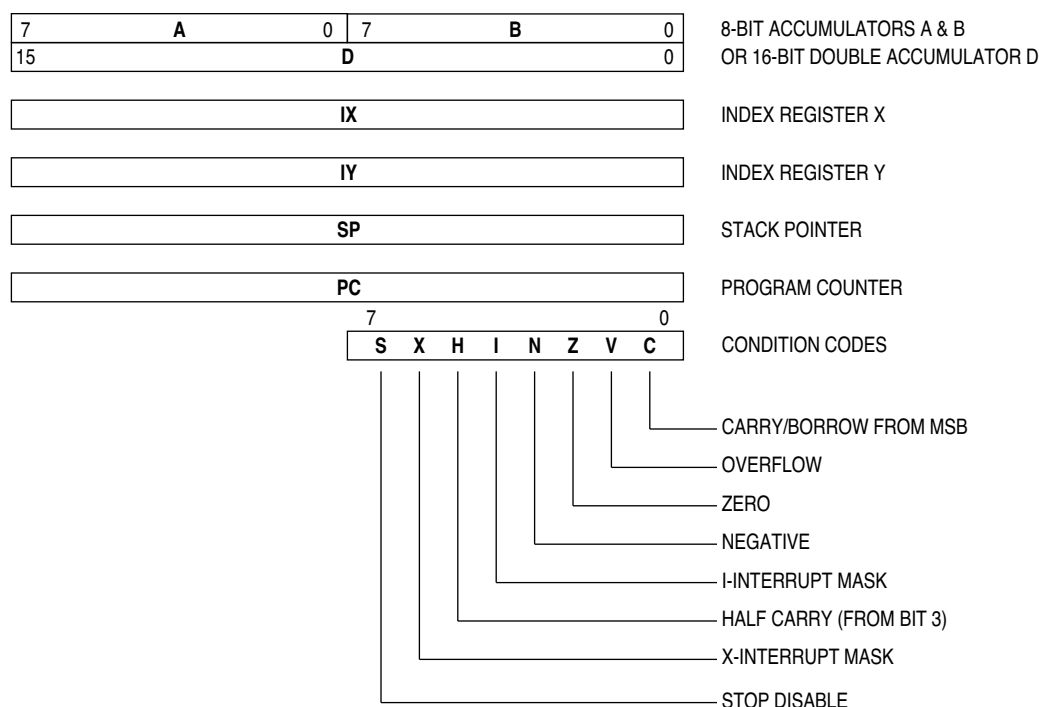 7 A 0 7 B 0 8-BIT ACCUMULATORS A & B
15 D 0 OR 16-BIT DOUBLE ACCUMULATOR D
IX INDEX REGISTER X
IY INDEX REGISTER Y
SP STACK POINTER
PC PROGRAM COUNTER
7 0
S X H I N Z V C CONDITION CODES
CARRY/BORROW FROM MSB
OVERFLOW
ZERO
NEGATIVE
I-INTERRUPT MASK
HALF CARRY (FROM BIT 3)
X-INTERRUPT MASK
STOP DISABLE